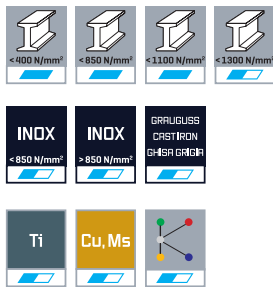 <400 N/mm² <850 N/mm² <1100 N/mm² <1300 N/mm²
INOX INOX GRAUGUSS
CAST IRON
GHISA GRIGIA
<850 N/mm² >850 N/mm²
Ti Cu, Ms